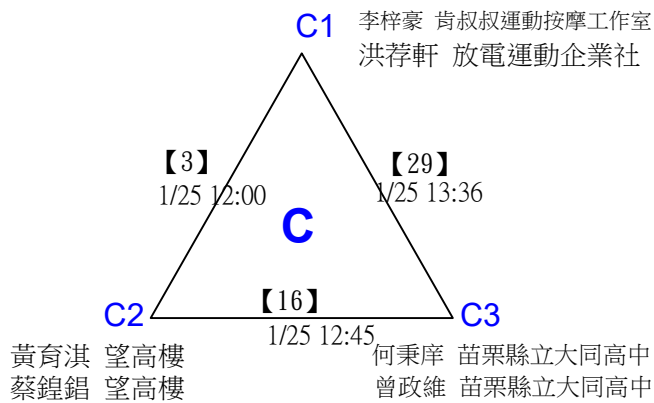 C1
李梓豪 肯叔叔運動按摩工作室
洪荐軒 放電運動企業社
【3】
1/25 12:00
【29】
1/25 13:36
C
【16】
1/25 12:45
C2
C3
黃育淇 望高樓
蔡鍠錩 望高樓
何秉庠 苗栗縣立大同高中
曾政維 苗栗縣立大同高中